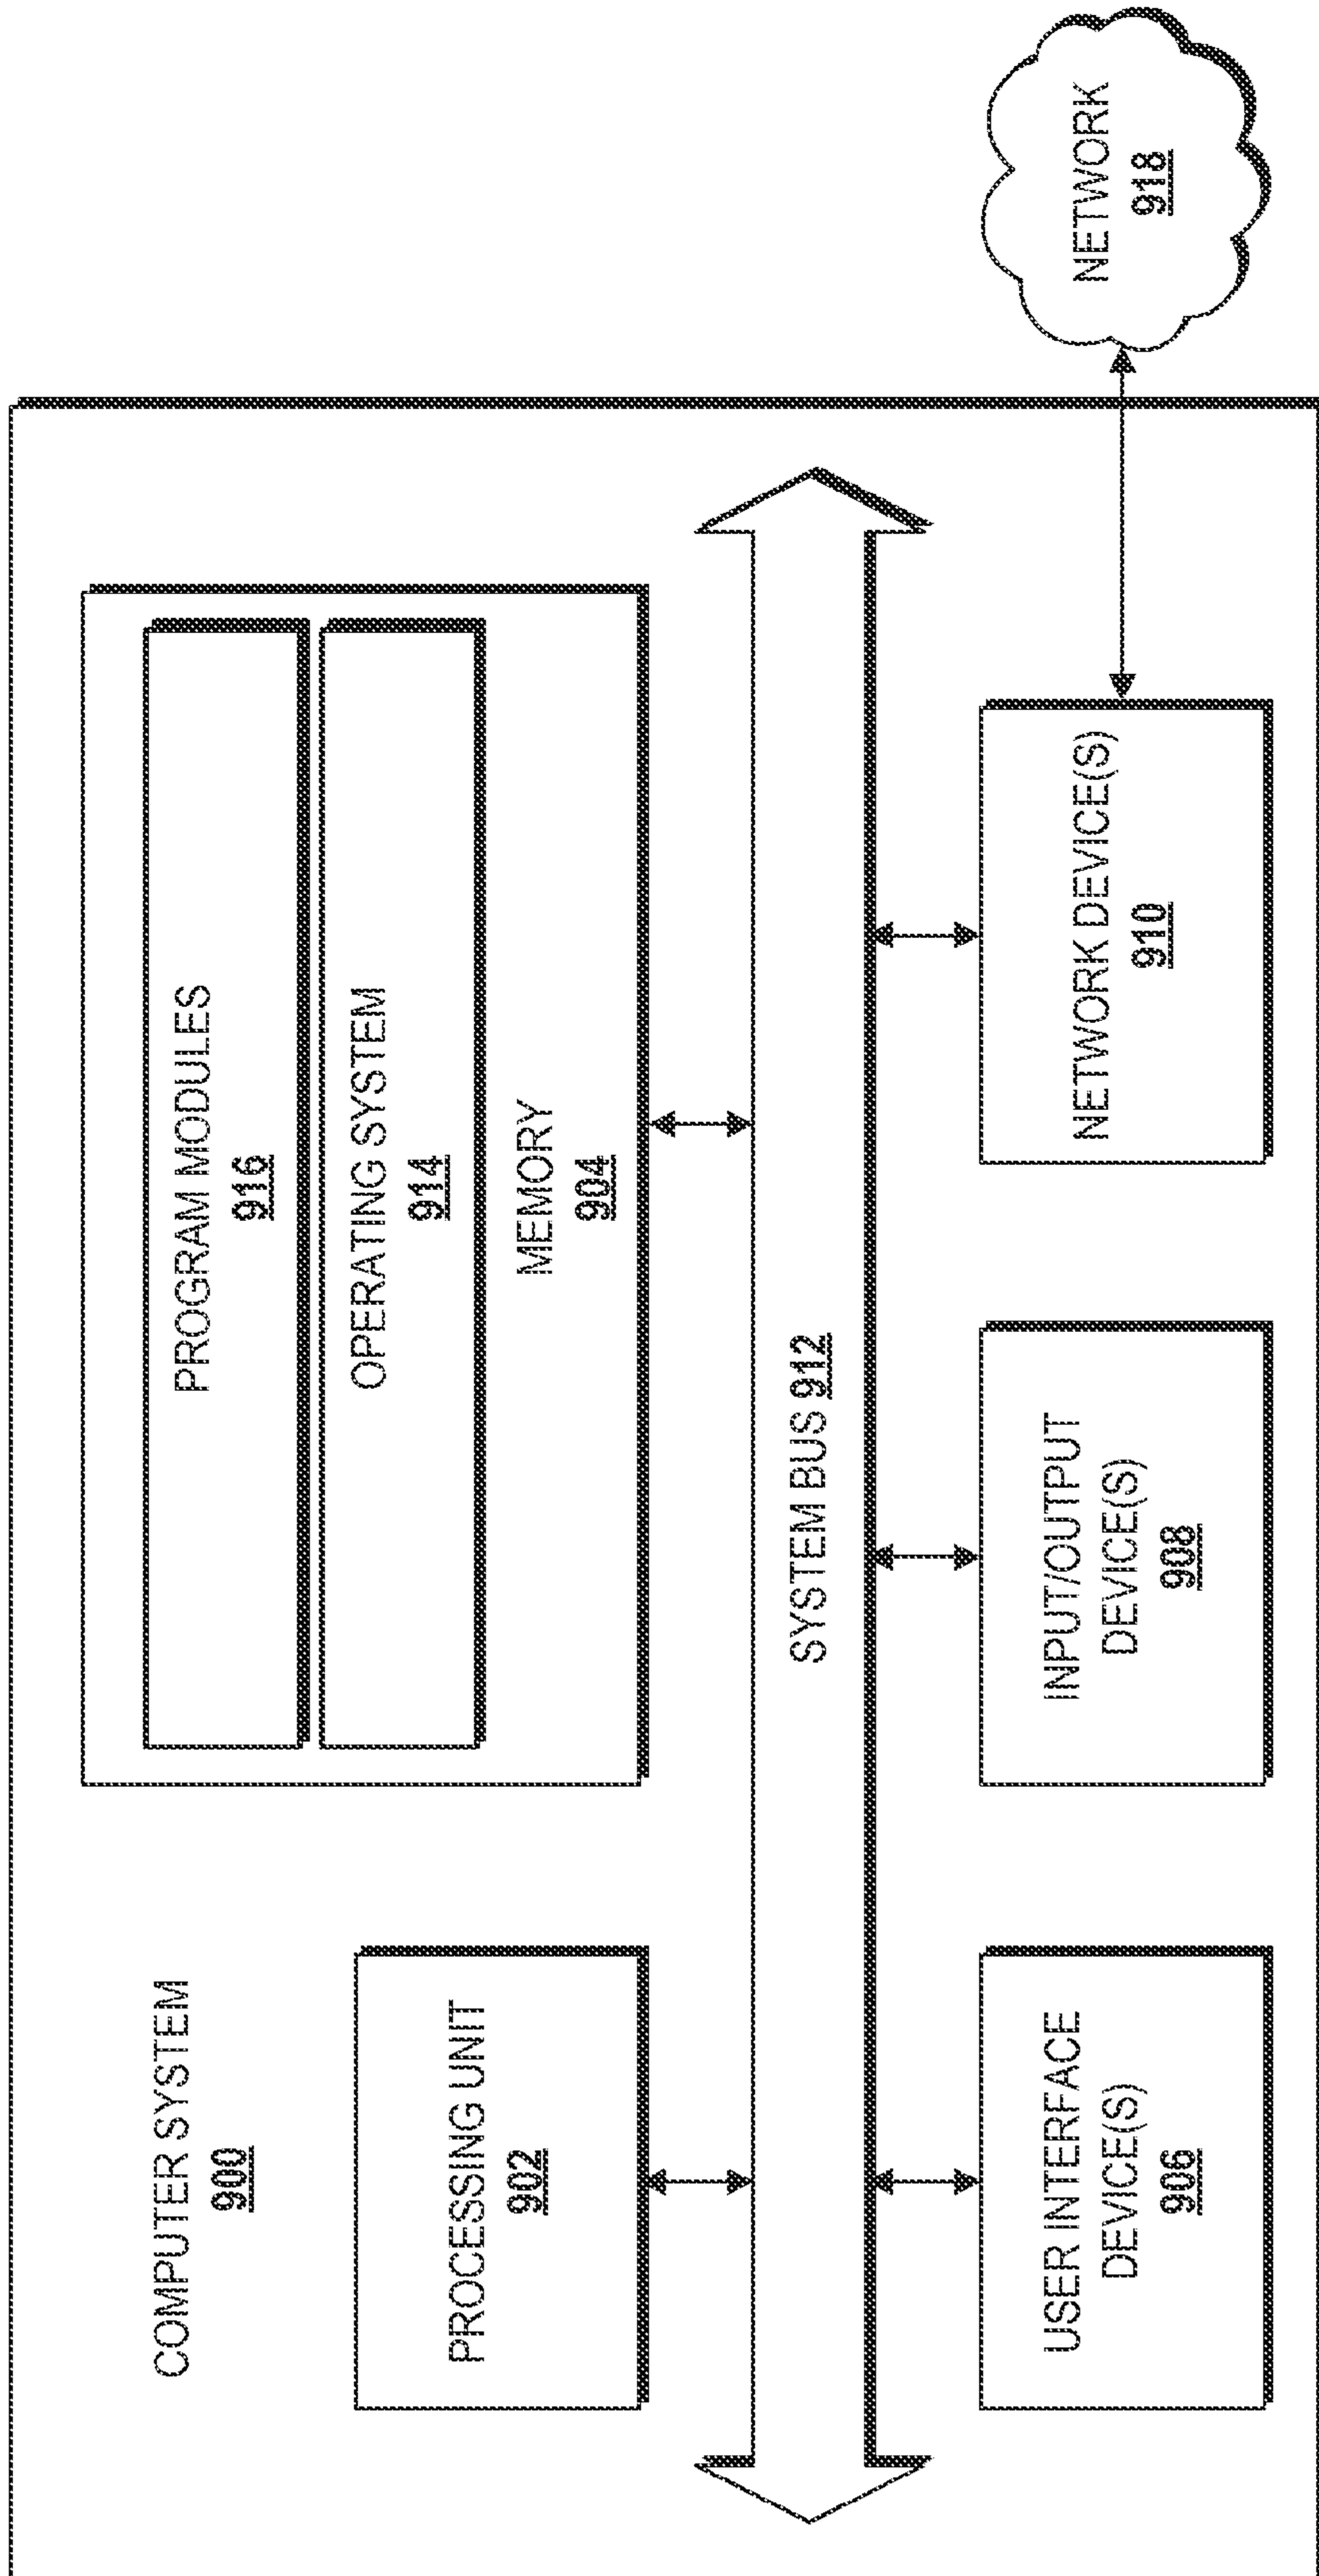 COMPUTER SYSTEM
900
PROCESSING UNIT
902
PROGRAM MODULES
916
OPERATING SYSTEM
914
MEMORY
904
SYSTEM BUS 912
USER INTERFACE
DEVICE(S)
906
INPUT/OUTPUT
DEVICE(S)
908
NETWORK DEVICE(S)
910
NETWORK
918